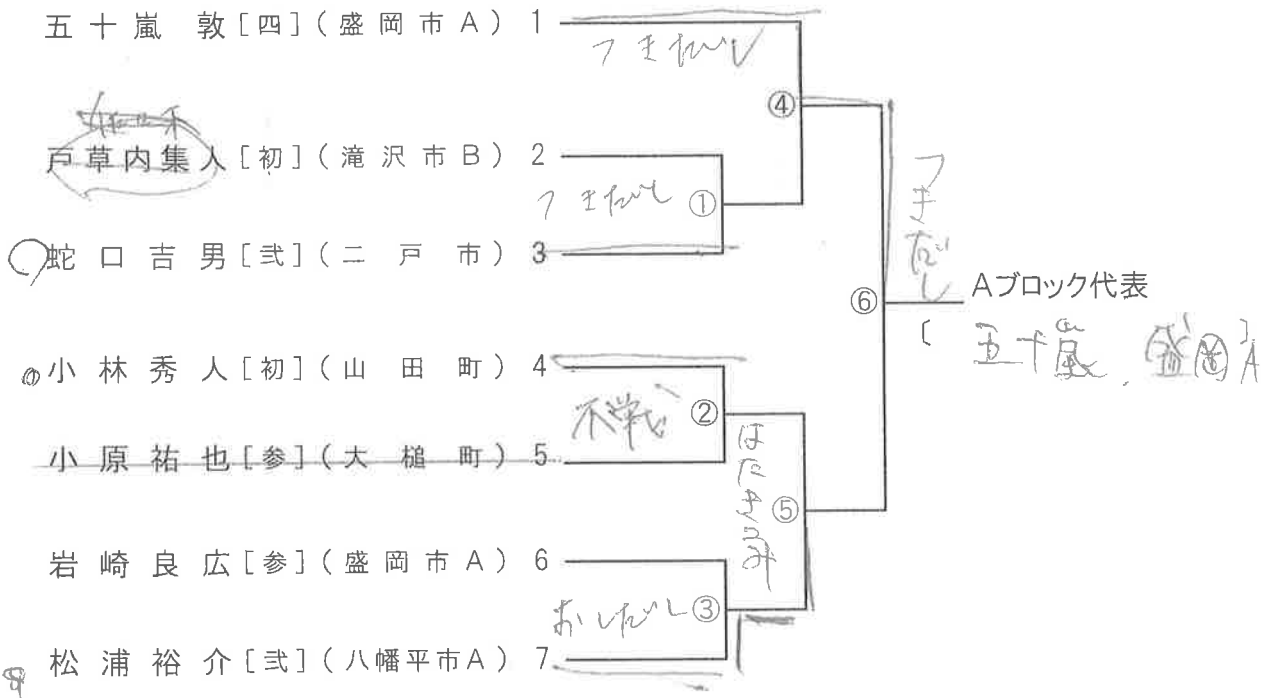 五十嵐 敦[四](盛岡市A) 1
つきだし
④
戸草内集人[初](滝沢市B) 2
つきだし ①
蛇口吉男[弐](二戸市) 3
つきだし
⑥ Aブロック代表
〔五十嵐、盛岡A〕
小林秀人[初](山田町) 4
不戦 ②
小原祐也[参](大槌町) 5
はたきこみ
⑤
岩崎良広[参](盛岡市A) 6
おしだし ③
松浦裕介[弐](八幡平市A) 7